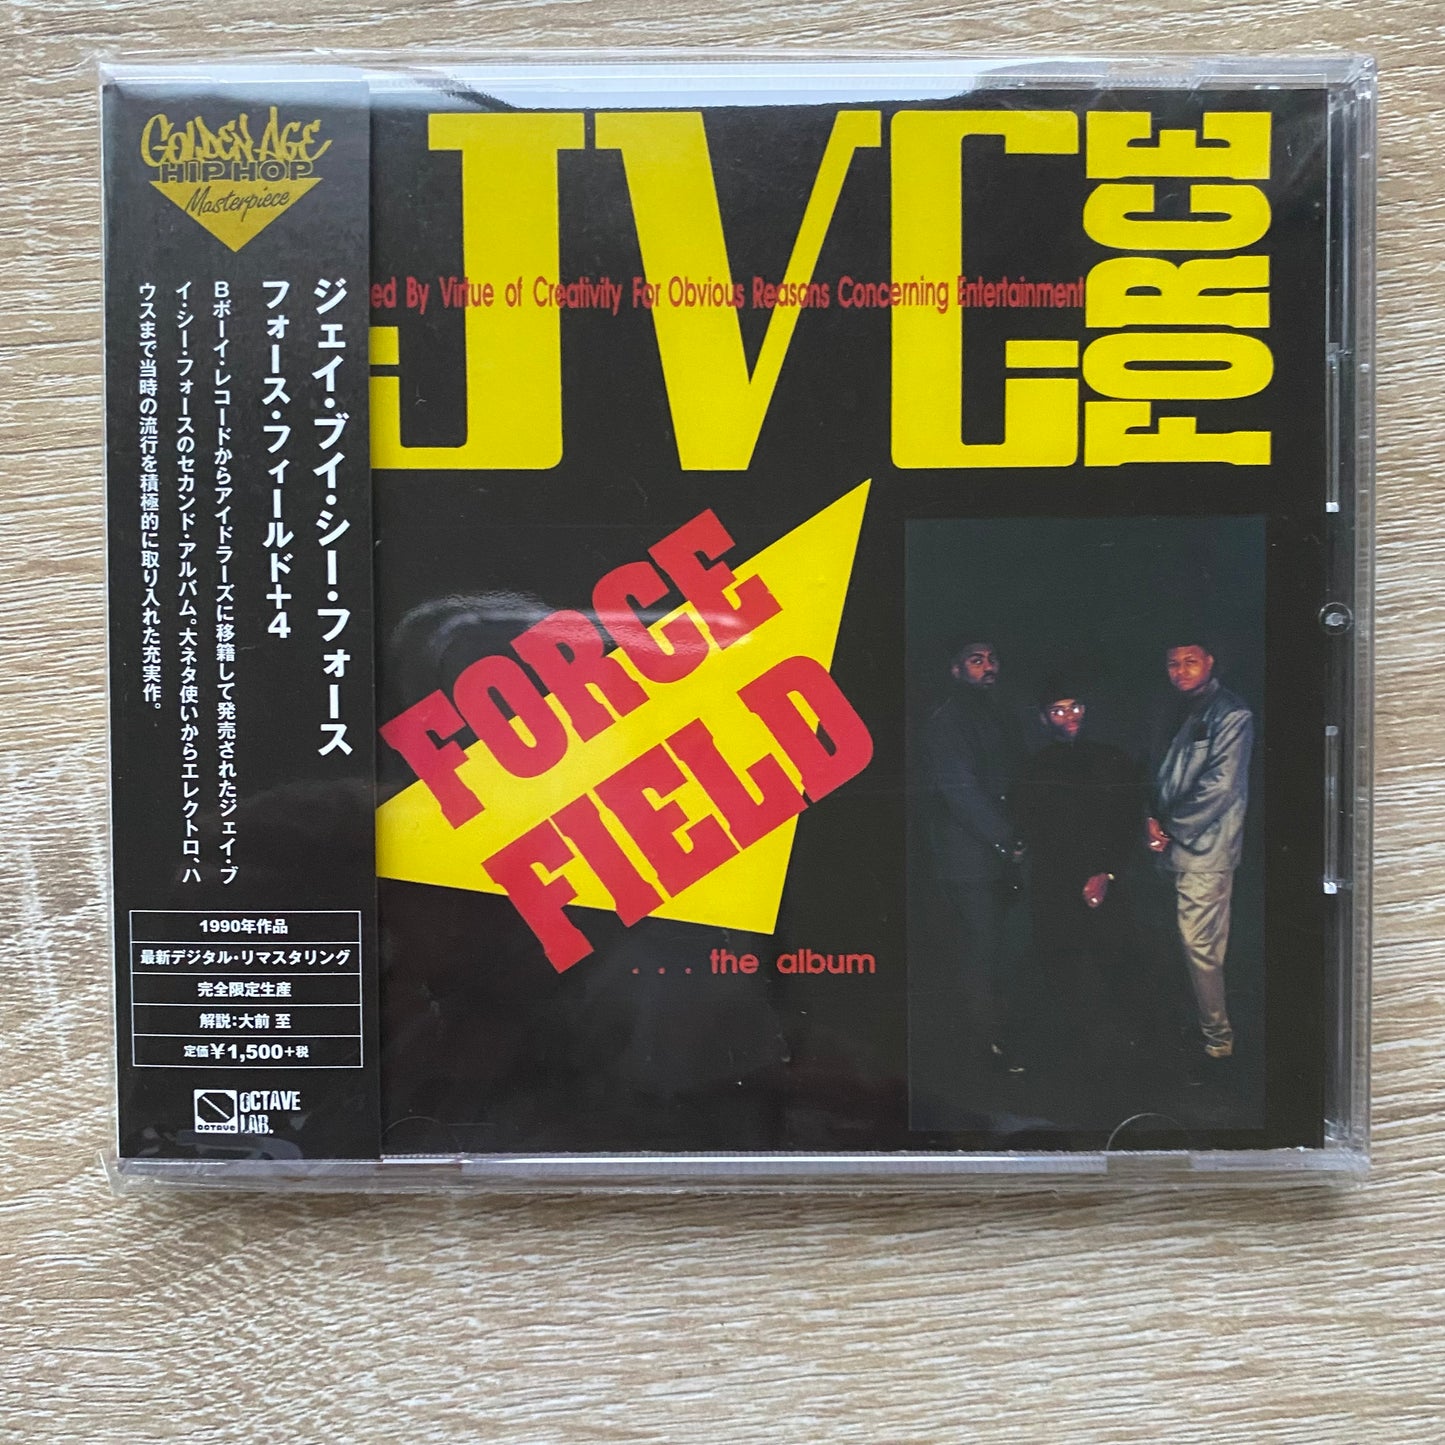 GOLDEN AGE
HIP HOP
Masterpiece
ジェイ・ブイ・シー・フォース
フォース・フィールド+4
Bボーイ・レコードからアイドラーズに移籍して発売されたジェイ・ブ
イ・シー・フォースのセカンド・アルバム。大ネタ使いからエレクトロ、ハ
ウスまで当時の流行を積極的に取り入れた充実作。
1990年作品
最新デジタル・リマスタリング
完全限定生産
解説:大前 至
定価¥1,500+税
OCTAVE
OCTAVE
LAB.
JVC
FORCE
ed By Virtue of Creativity For Obvious Reasons Concerning Entertainment
FORCE
FIELD
. . . the album